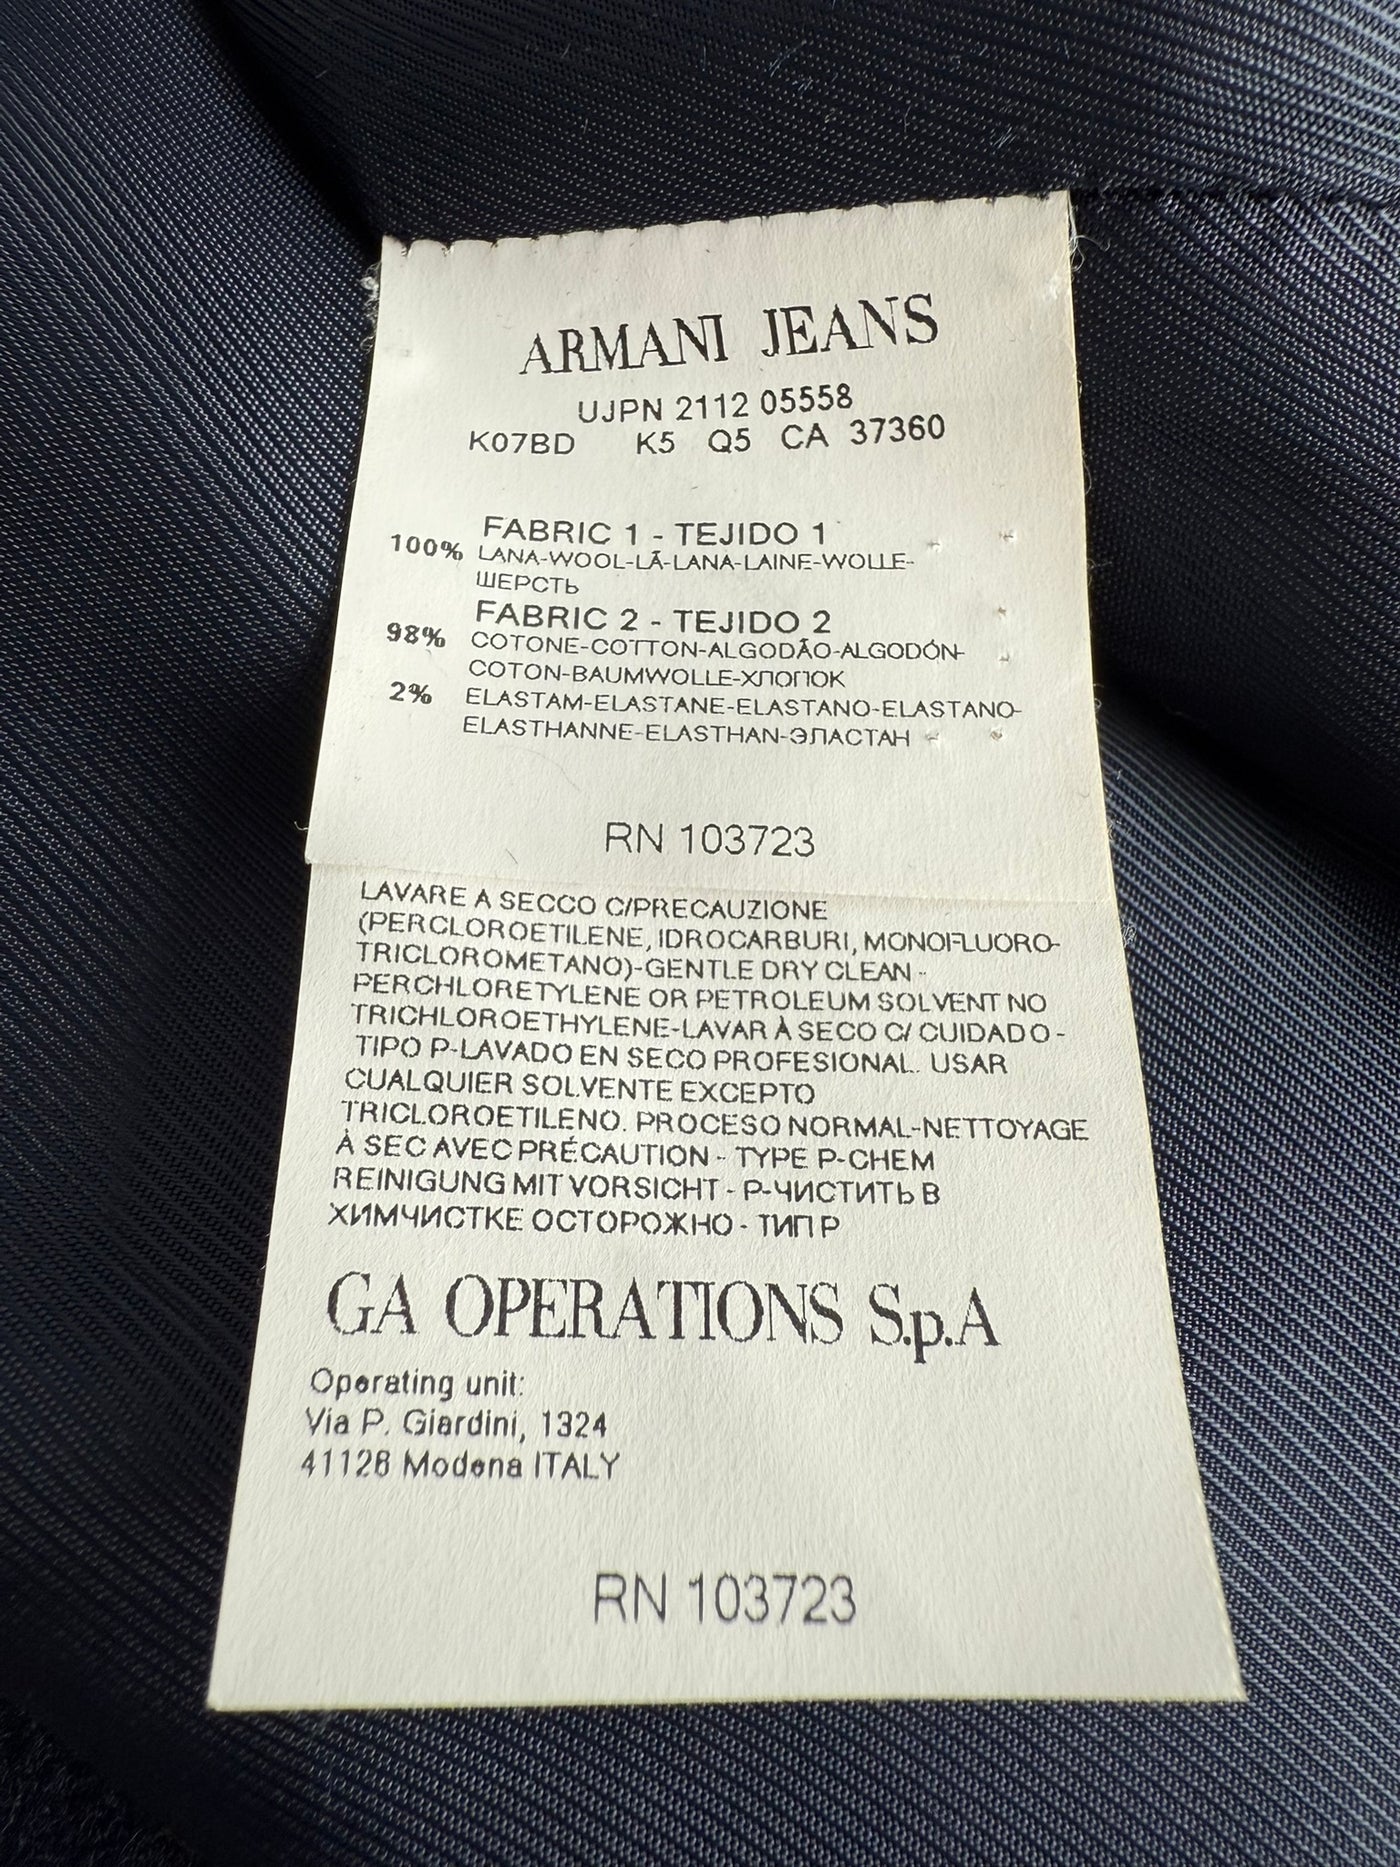 ARMANI JEANS
UJPN 2112 05558
K07BD K5 Q5 CA 37360
FABRIC 1 - TEJIDO 1
100% LANA-WOOL-LÃ-LANA-LAINE-WOLLE-
ШЕРСТЬ
FABRIC 2 - TEJIDO 2
98% COTONE-COTTON-ALGODÃO-ALGODÓN-
COTON-BAUMWOLLE-ХЛОПОК
2% ELASTAM-ELASTANE-ELASTANO-ELASTANO-
ELASTHANNE-ELASTHAN-ЭЛАСТАН
RN 103723
LAVARE A SECCO C/PRECAUZIONE
(PERCLOROETILENE, IDROCARBURI, MONOFLUORO-
TRICLOROMETANO)-GENTLE DRY CLEAN -
PERCHLORETYLENE OR PETROLEUM SOLVENT NO
TRICHLOROETHYLENE-LAVAR À SECO C/ CUIDADO -
TIPO P-LAVADO EN SECO PROFESIONAL. USAR
CUALQUIER SOLVENTE EXCEPTO
TRICLOROETILENO. PROCESO NORMAL-NETTOYAGE
À SEC AVEC PRÉCAUTION - TYPE P-CHEM
REINIGUNG MIT VORSICHT - P-ЧИСТИТЬ В
ХИМЧИСТКЕ ОСТОРОЖНО - ТИП P
GA OPERATIONS S.p.A
Operating unit:
Via P. Giardini, 1324
41126 Modena ITALY
RN 103723